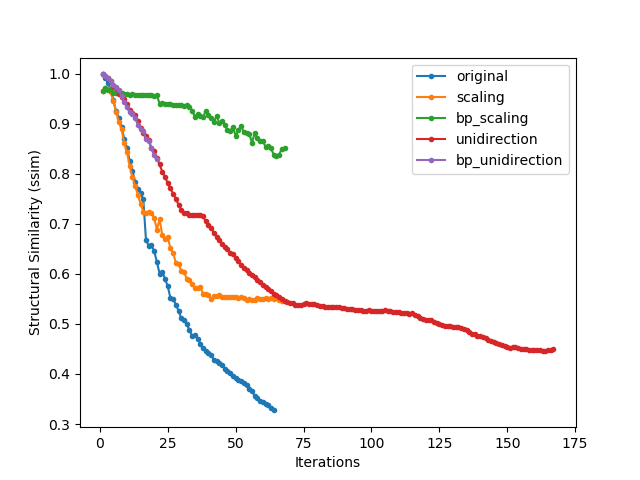 1.0
0.9
0.8
0.7
0.6
0.5
0.4
0.3
Structural Similarity (ssim)
0 25 50 75 100 125 150 175
Iterations
original
scaling
bp_scaling
unidirection
bp_unidirection